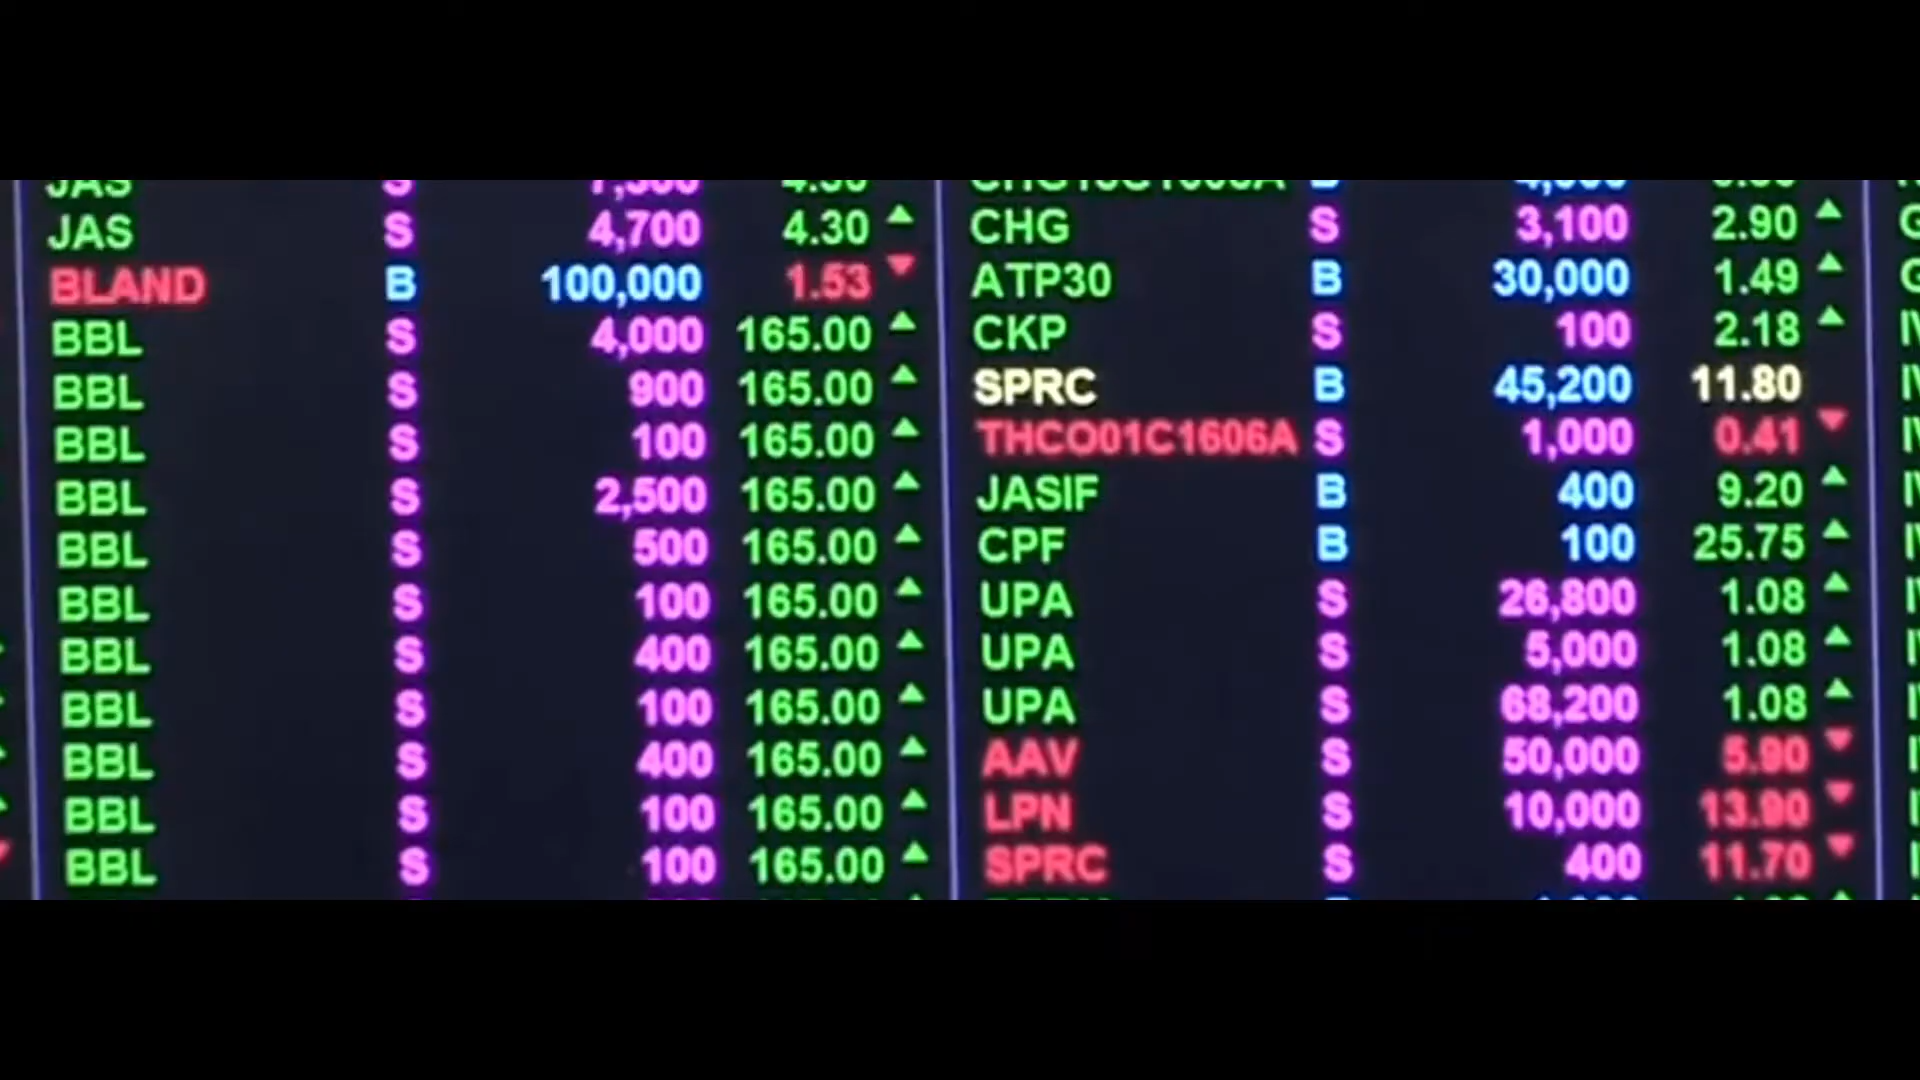 JAS S 7,300 4.30
JAS S 4,700 4.30 ▲
BLAND B 100,000 1.53 ▼
BBL S 4,000 165.00 ▲
BBL S 900 165.00 ▲
BBL S 100 165.00 ▲
BBL S 2,500 165.00 ▲
BBL S 500 165.00 ▲
BBL S 100 165.00 ▲
BBL S 400 165.00 ▲
BBL S 100 165.00 ▲
BBL S 400 165.00 ▲
BBL S 100 165.00 ▲
BBL S 100 165.00 ▲
CHG S 3,100 2.90 ▲
ATP30 B 30,000 1.49 ▲
CKP S 100 2.18 ▲
SPRC B 45,200 11.80
THCO01C1606A S 1,000 0.41 ▼
JASIF B 400 9.20 ▲
CPF B 100 25.75 ▲
UPA S 26,800 1.08 ▲
UPA S 5,000 1.08 ▲
UPA S 68,200 1.08 ▲
AAV S 50,000 5.90 ▼
LPN S 10,000 13.90 ▼
SPRC S 400 11.70 ▼